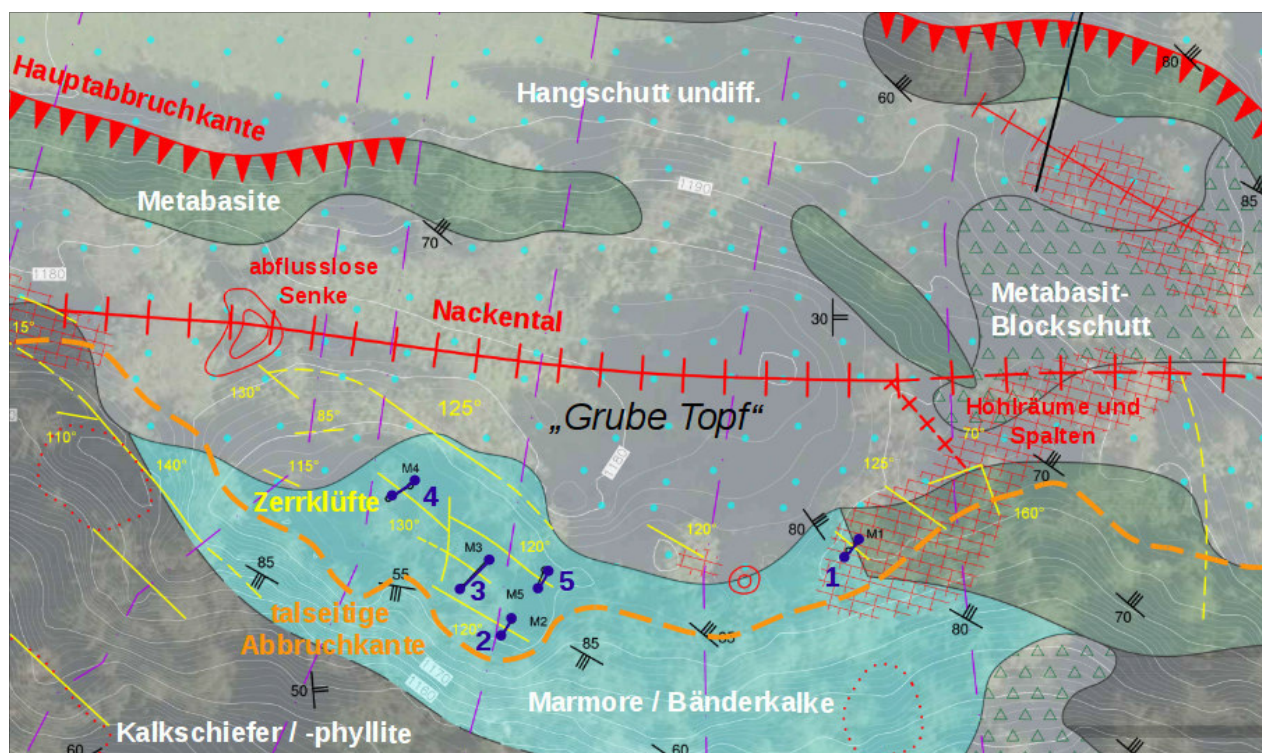 80
Hauptabbruchkante
Hangschutt undiff.
60
Metabasite
1190
85
70
abflusslose
Senke
1180
Nackental
30
Metabasit-
Blockschutt
15°
130°
85°
125°
„Grube Topf“
Hohlräume und
Spalten
70°
70
110°
140°
115°
M4
4
Zerrklüfte
1180
125°
130°
120°
120°
80
160°
M1
1
M3
3
5
85
55
M5
M2
2
120°
talseitige
Abbruchkante
85
85
80
70
1170
1160
50
Marmore / Bänderkalke
Kalkschiefer / -phyllite
60
60